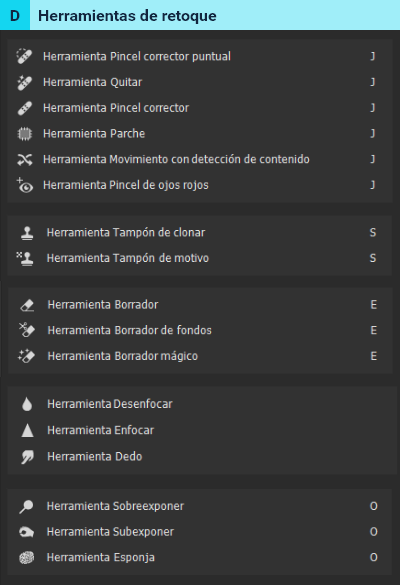 D Herramientas de retoque
Herramienta Pincel corrector puntual J
Herramienta Quitar J
Herramienta Pincel corrector J
Herramienta Parche J
Herramienta Movimiento con detección de contenido J
Herramienta Pincel de ojos rojos J
Herramienta Tampón de clonar S
Herramienta Tampón de motivo S
Herramienta Borrador E
Herramienta Borrador de fondos E
Herramienta Borrador mágico E
Herramienta Desenfocar
Herramienta Enfocar
Herramienta Dedo
Herramienta Sobreexponer O
Herramienta Subexponer O
Herramienta Esponja O